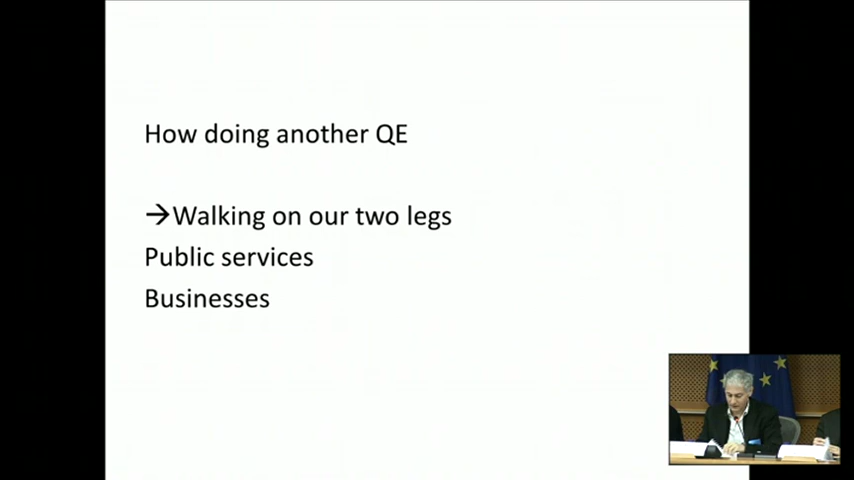 How doing another QE
→Walking on our two legs
Public services
Businesses